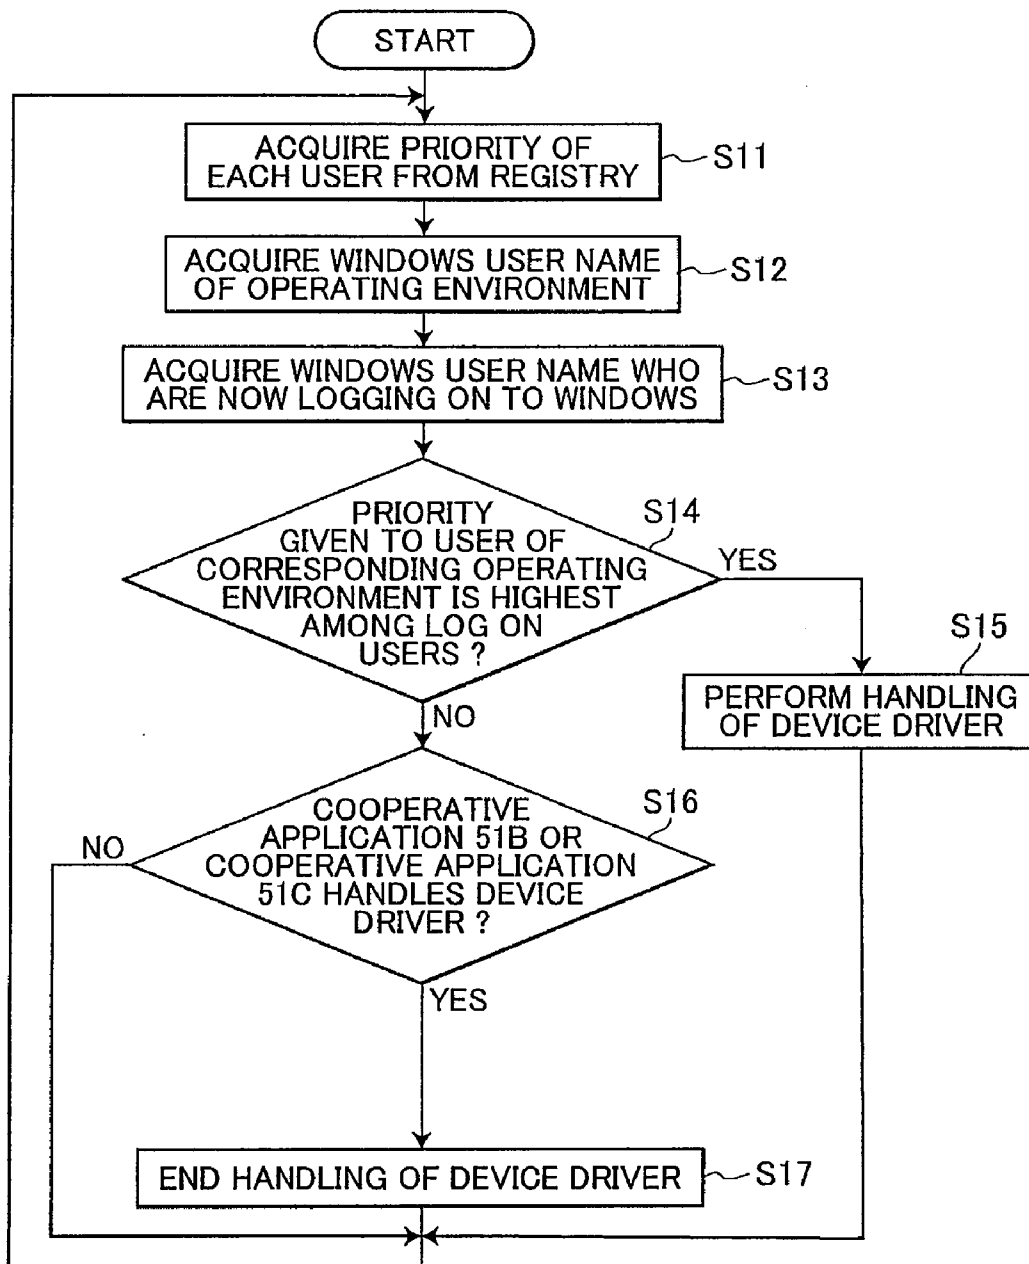 START
ACQUIRE PRIORITY OF
EACH USER FROM REGISTRY
S11
ACQUIRE WINDOWS USER NAME
OF OPERATING ENVIRONMENT
S12
ACQUIRE WINDOWS USER NAME WHO
ARE NOW LOGGING ON TO WINDOWS
S13
PRIORITY
GIVEN TO USER OF
CORRESPONDING OPERATING
ENVIRONMENT IS HIGHEST
AMONG LOG ON
USERS ?
S14
YES
S15
PERFORM HANDLING
OF DEVICE DRIVER
NO
COOPERATIVE
APPLICATION 51B OR
COOPERATIVE APPLICATION
51C HANDLES DEVICE
DRIVER ?
S16
NO
YES
END HANDLING OF DEVICE DRIVER
S17